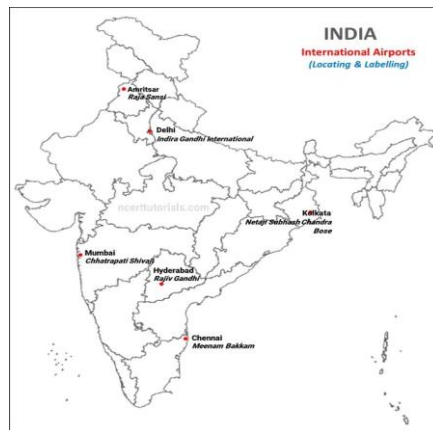 INDIA
International Airports
(Locating & Labelling)
Amritsar
Raja Sansi
Delhi
Indira Gandhi International
ncerttutorials.com
Kolkata
Netaji Subhash Chandra
Bose
Mumbai
Chhatrapati Shivaji
Hyderabad
Rajiv Gandhi
Chennai
Meenam Bakkam